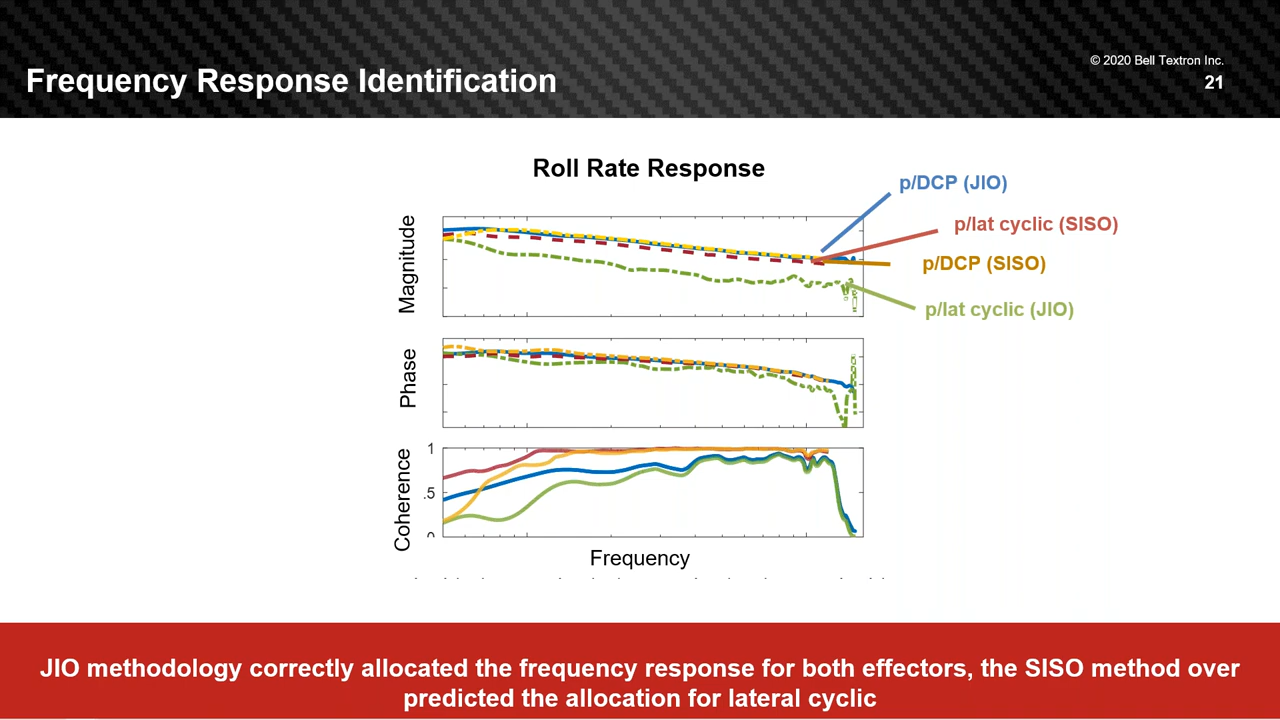 © 2020 Bell Textron Inc.
Frequency Response Identification
21
Roll Rate Response
p/DCP (JIO)
p/lat cyclic (SISO)
p/DCP (SISO)
p/lat cyclic (JIO)
Magnitude
Phase
Coherence
1
.5
Frequency
JIO methodology correctly allocated the frequency response for both effectors, the SISO method over
predicted the allocation for lateral cyclic